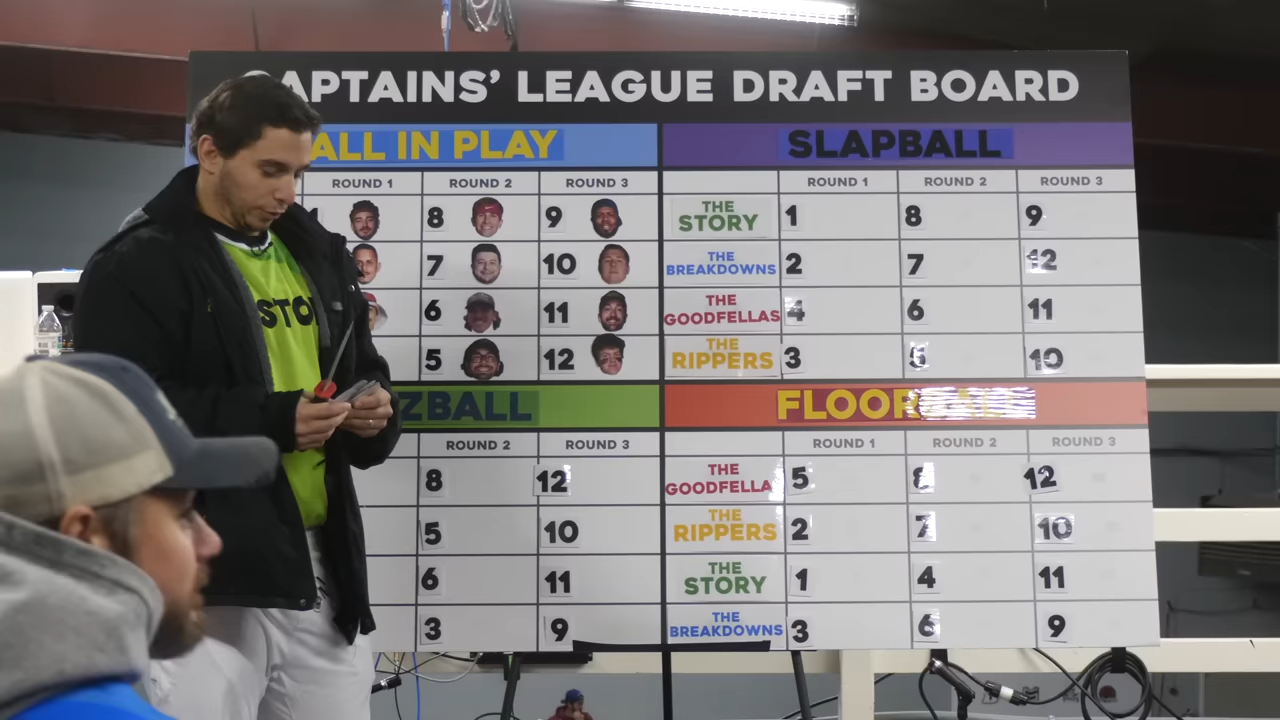 APTAINS' LEAGUE DRAFT BOARD
ALL IN PLAY
ROUND 1 ROUND 2 ROUND 3
8 9
7 10
6 11
5 12
SLAPBALL
ROUND 1 ROUND 2 ROUND 3
THE
STORY 1 8 9
THE
BREAKDOWNS 2 7 12
THE
GOODFELLAS 4 6 11
THE
RIPPERS 3 5 10
ZBALL
ROUND 2 ROUND 3
8 12
5 10
6 11
3 9
FLOORBALL
ROUND 1 ROUND 2 ROUND 3
THE
GOODFELLA 5 8 12
THE
RIPPERS 2 7 10
THE
STORY 1 4 11
THE
BREAKDOWNS 3 6 9
STO